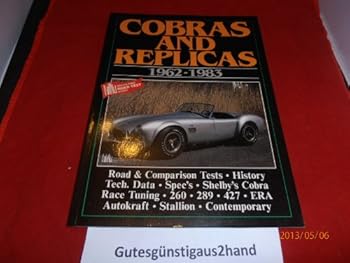 COBRAS
AND
REPLICAS
1962-1983
Road & Comparison Tests • History
Tech. Data • Spec's • Shelby's Cobra
Race Tuning • 260 • 289 • 427 • ERA
Autokraft • Stallion • Contemporary
Gutesgünstigaus2hand
2013/05/06